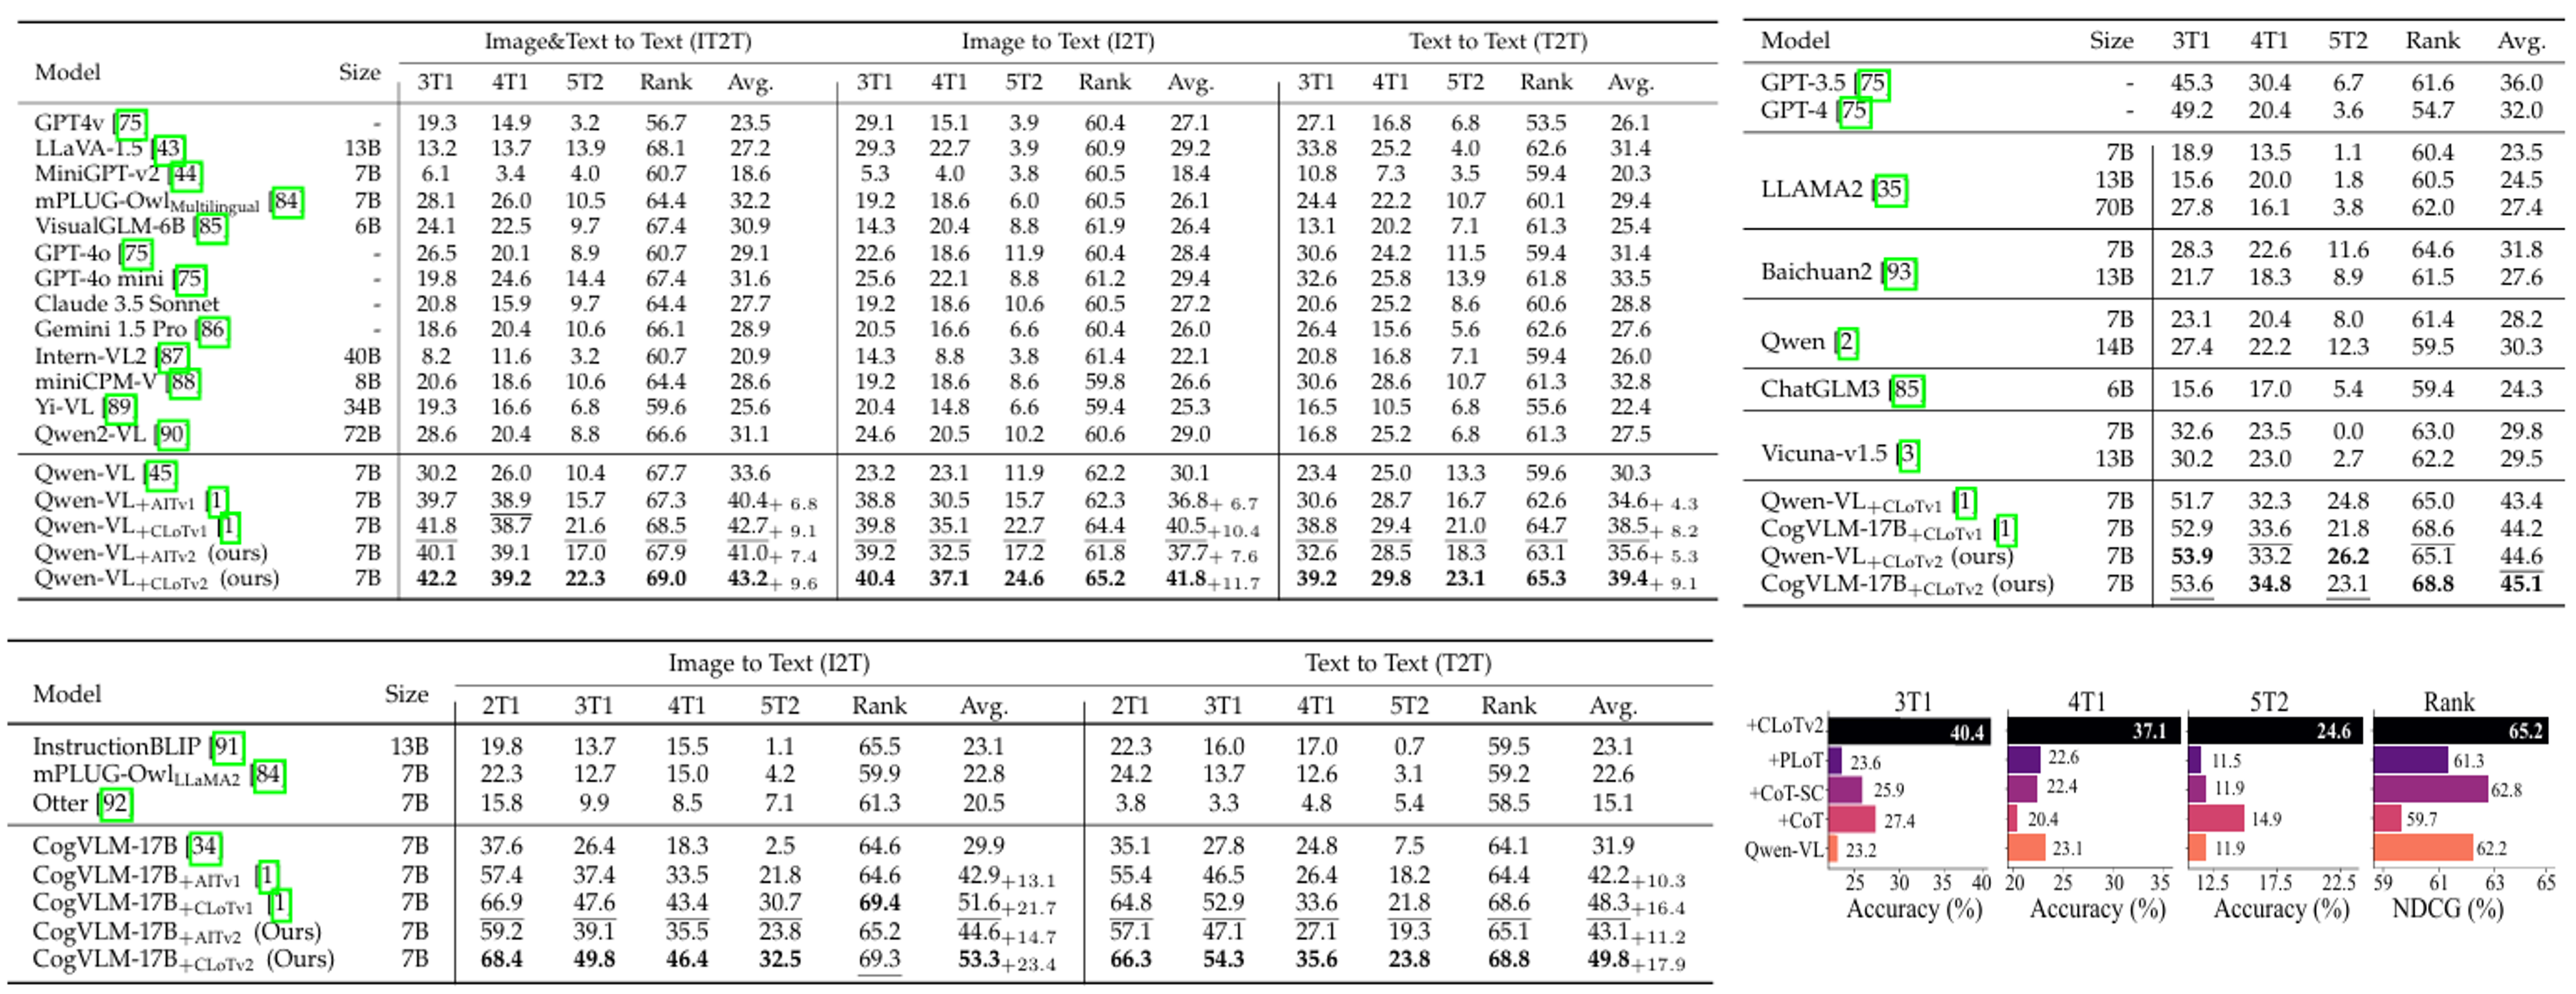 Image&Text to Text (IT2T) Image to Text (I2T) Text to Text (T2T)
Model Size 3T1 4T1 5T2 Rank Avg. 3T1 4T1 5T2 Rank Avg. 3T1 4T1 5T2 Rank Avg.
GPT4v [75] - 19.3 14.9 3.2 56.7 23.5 29.1 15.1 3.9 60.4 27.1 27.1 16.8 6.8 53.5 26.1
LLaVA-1.5 [43] 13B 13.2 13.7 13.9 68.1 27.2 29.3 22.7 3.9 60.9 29.2 33.8 25.2 4.0 62.6 31.4
MiniGPT-v2 [44] 7B 6.1 3.4 4.0 60.7 18.6 5.3 4.0 3.8 60.5 18.4 10.8 7.3 3.5 59.4 20.3
mPLUG-OwlMultilingual [84] 7B 28.1 26.0 10.5 64.4 32.2 19.2 18.6 6.0 60.5 26.1 24.4 22.2 10.7 60.1 29.4
VisualGLM-6B [85] 6B 24.1 22.5 9.7 67.4 30.9 14.3 20.4 8.8 61.9 26.4 13.1 20.2 7.1 61.3 25.4
GPT-4o [75] - 26.5 20.1 8.9 60.7 29.1 22.6 18.6 11.9 60.4 28.4 30.6 24.2 11.5 59.4 31.4
GPT-4o mini [75] - 19.8 24.6 14.4 67.4 31.6 25.6 22.1 8.8 61.2 29.4 32.6 25.8 13.9 61.8 33.5
Claude 3.5 Sonnet - 20.8 15.9 9.7 64.4 27.7 19.2 18.6 10.6 60.5 27.2 20.6 25.2 8.6 60.6 28.8
Gemini 1.5 Pro [86] - 18.6 20.4 10.6 66.1 28.9 20.5 16.6 6.6 60.4 26.0 26.4 15.6 5.6 62.6 27.6
Intern-VL2 [87] 40B 8.2 11.6 3.2 60.7 20.9 14.3 8.8 3.8 61.4 22.1 20.8 16.8 7.1 59.4 26.0
miniCPM-V [88] 8B 20.6 18.6 10.6 64.4 28.6 19.2 18.6 8.6 59.8 26.6 30.6 28.6 10.7 61.3 32.8
Yi-VL [89] 34B 19.3 16.6 6.8 59.6 25.6 20.4 14.8 6.6 59.4 25.3 16.5 10.5 6.8 55.6 22.4
Qwen2-VL [90] 72B 28.6 20.4 8.8 66.6 31.1 24.6 20.5 10.2 60.6 29.0 16.8 25.2 6.8 61.3 27.5
Qwen-VL [45] 7B 30.2 26.0 10.4 67.7 33.6 23.2 23.1 11.9 62.2 30.1 23.4 25.0 13.3 59.6 30.3
Qwen-VL+AITv1 [1] 7B 39.7 38.9 15.7 67.3 40.4+ 6.8 38.8 30.5 15.7 62.3 36.8+ 6.7 30.6 28.7 16.7 62.6 34.6+ 4.3
Qwen-VL+CLoTv1 [1] 7B 41.8 38.7 21.6 68.5 42.7+ 9.1 39.8 35.1 22.7 64.4 40.5+10.4 38.8 29.4 21.0 64.7 38.5+ 8.2
Qwen-VL+AITv2 (ours) 7B 40.1 39.1 17.0 67.9 41.0+ 7.4 39.2 32.5 17.2 61.8 37.7+ 7.6 32.6 28.5 18.3 63.1 35.6+ 5.3
Qwen-VL+CLoTv2 (ours) 7B 42.2 39.2 22.3 69.0 43.2+ 9.6 40.4 37.1 24.6 65.2 41.8+11.7 39.2 29.8 23.1 65.3 39.4+ 9.1
Model Size 3T1 4T1 5T2 Rank Avg.
GPT-3.5 [75] - 45.3 30.4 6.7 61.6 36.0
GPT-4 [75] - 49.2 20.4 3.6 54.7 32.0
LLAMA2 [35]
7B 18.9 13.5 1.1 60.4 23.5
13B 15.6 20.0 1.8 60.5 24.5
70B 27.8 16.1 3.8 62.0 27.4
Baichuan2 [93]
7B 28.3 22.6 11.6 64.6 31.8
13B 21.7 18.3 8.9 61.5 27.6
Qwen [2]
7B 23.1 20.4 8.0 61.4 28.2
14B 27.4 22.2 12.3 59.5 30.3
ChatGLM3 [85] 6B 15.6 17.0 5.4 59.4 24.3
Vicuna-v1.5 [3]
7B 32.6 23.5 0.0 63.0 29.8
13B 30.2 23.0 2.7 62.2 29.5
Qwen-VL+CLoTv1 [1] 7B 51.7 32.3 24.8 65.0 43.4
CogVLM-17B+CLoTv1 [1] 7B 52.9 33.6 21.8 68.6 44.2
Qwen-VL+CLoTv2 (ours) 7B 53.9 33.2 26.2 65.1 44.6
CogVLM-17B+CLoTv2 (ours) 7B 53.6 34.8 23.1 68.8 45.1
Image to Text (I2T) Text to Text (T2T)
Model Size 2T1 3T1 4T1 5T2 Rank Avg. 2T1 3T1 4T1 5T2 Rank Avg.
InstructionBLIP [91] 13B 19.8 13.7 15.5 1.1 65.5 23.1 22.3 16.0 17.0 0.7 59.5 23.1
mPLUG-OwlLLaMA2 [84] 7B 22.3 12.7 15.0 4.2 59.9 22.8 24.2 13.7 12.6 3.1 59.2 22.6
Otter [92] 7B 15.8 9.9 8.5 7.1 61.3 20.5 3.8 3.3 4.8 5.4 58.5 15.1
CogVLM-17B [34] 7B 37.6 26.4 18.3 2.5 64.6 29.9 35.1 27.8 24.8 7.5 64.1 31.9
CogVLM-17B+AITv1 [1] 7B 57.4 37.4 33.5 21.8 64.6 42.9+13.1 55.4 46.5 26.4 18.2 64.4 42.2+10.3
CogVLM-17B+CLoTv1 [1] 7B 66.9 47.6 43.4 30.7 69.4 51.6+21.7 64.8 52.9 33.6 21.8 68.6 48.3+16.4
CogVLM-17B+AITv2 (Ours) 7B 59.2 39.1 35.5 23.8 65.2 44.6+14.7 57.1 47.1 27.1 19.3 65.1 43.1+11.2
CogVLM-17B+CLoTv2 (Ours) 7B 68.4 49.8 46.4 32.5 69.3 53.3+23.4 66.3 54.3 35.6 23.8 68.8 49.8+17.9
3T1 4T1 5T2 Rank
+CLoTv2 40.4 37.1 24.6 65.2
+PLoT 23.6 22.6 11.5 61.3
+CoT-SC 25.9 22.4 11.9 62.8
+CoT 27.4 20.4 14.9 59.7
Qwen-VL 23.2 23.1 11.9 62.2
25 30 35 40 20 25 30 35 12.5 17.5 22.5 59 61 63 65
Accuracy (%) Accuracy (%) Accuracy (%) NDCG (%)